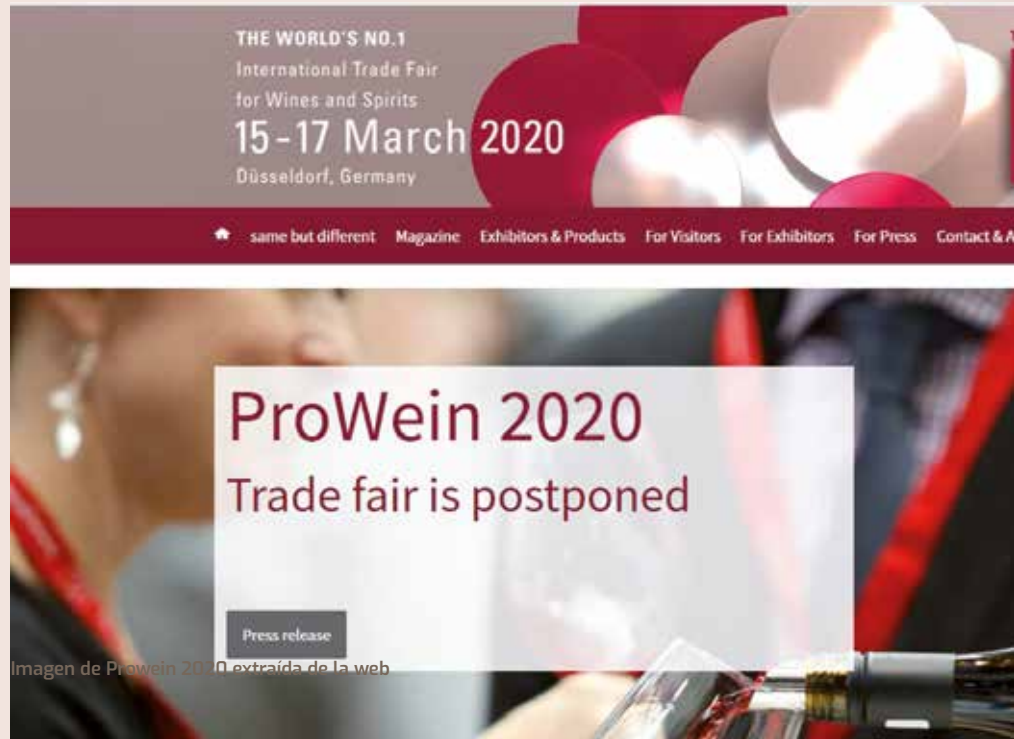 THE WORLD'S NO.1
International Trade Fair
for Wines and Spirits
15-17 March 2020
Düsseldorf, Germany
same but different Magazine Exhibitors & Products For Visitors For Exhibitors For Press Contact &
ProWein 2020
Trade fair is postponed
Press release
Imagen de Prowein 2020 extraída de la web